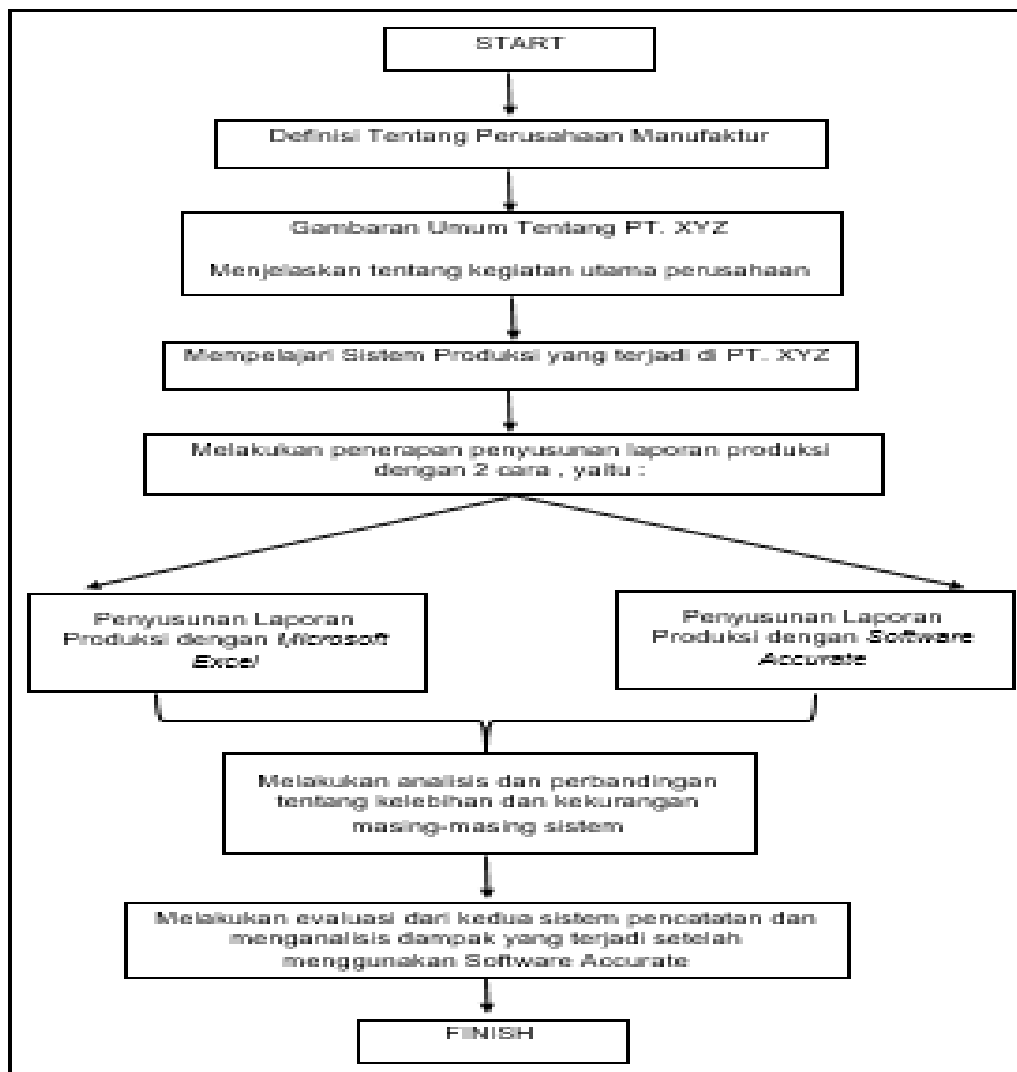 START
Definisi Tentang Perusahaan Manufaktur
Gambaran Umum Tentang PT. XYZ
Menjelaskan tentang kegiatan utama perusahaan
Mempelajari Sistem Produksi yang terjadi di PT. XYZ
Melakukan penerapan penyusunan laporan produksi
dengan 2 cara , yaitu :
Penyusunan Laporan
Produksi dengan Microsoft
Excel
Penyusunan Laporan
Produksi dengan Software
Accurate
Melakukan analisis dan perbandingan
tentang kelebihan dan kekurangan
masing-masing sistem
Melakukan evaluasi dari kedua sistem pencatatan dan
menganalisis dampak yang terjadi setelah
menggunakan Software Accurate
FINISH